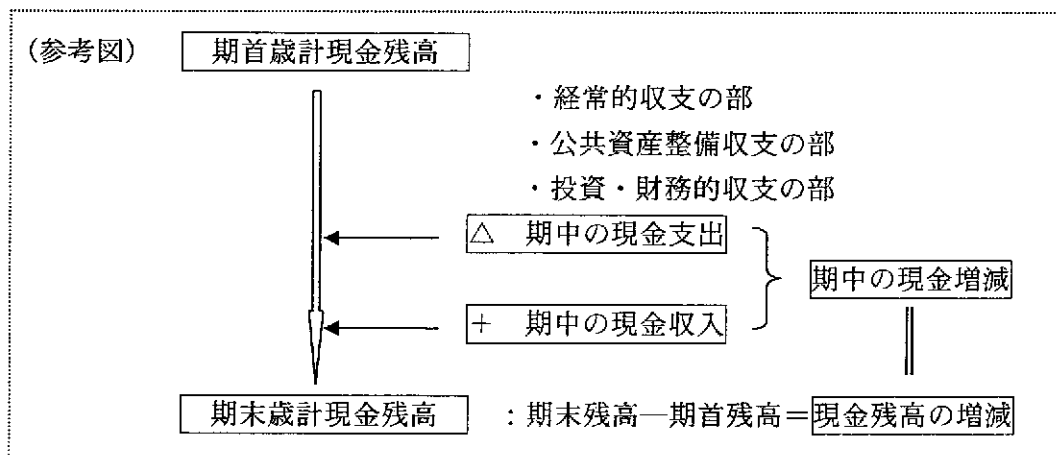 (参考図) 期首歳計現金残高
・経常的収支の部
・公共資産整備収支の部
・投資・財務的収支の部
△ 期中の現金支出
期中の現金増減
+ 期中の現金収入
期末歳計現金残高 :期末残高―期首残高=現金残高の増減